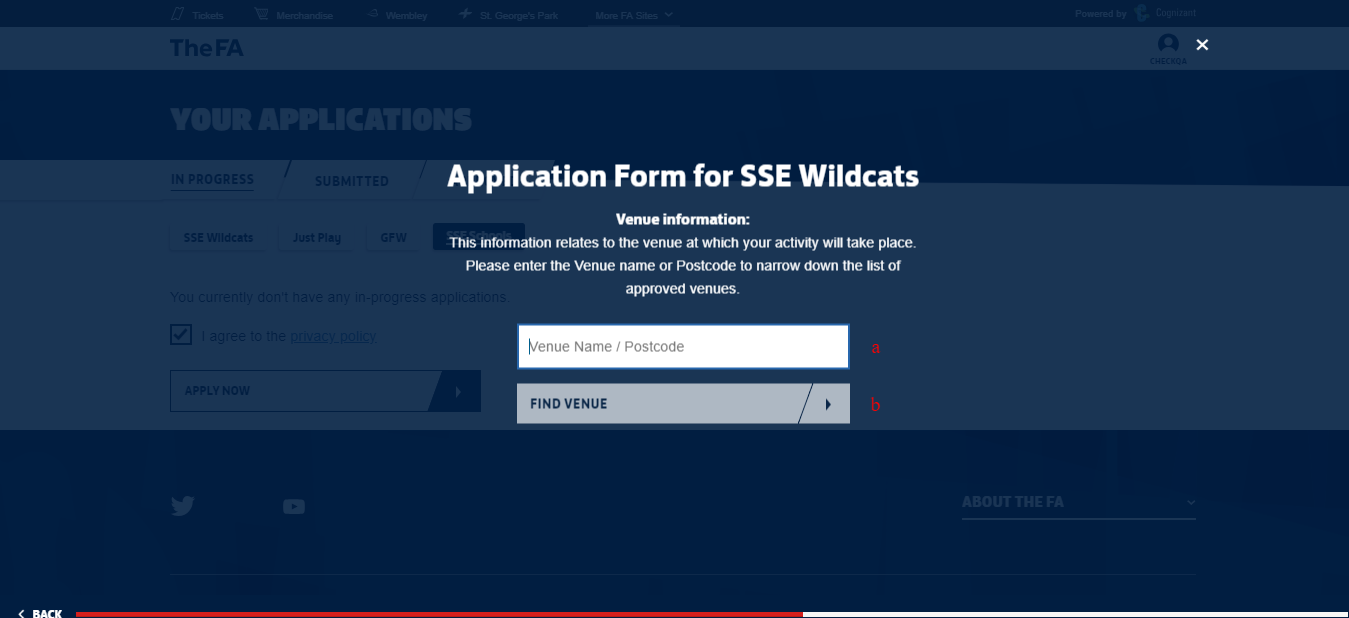 Tickets Merchandise Wembley St. George's Park More FA Sites Powered by Cognizant
TheFA
CHECKQA
YOUR APPLICATIONS
Application Form for SSE Wildcats
IN PROGRESS SUBMITTED
Venue information:
SSE Wildcats Just Play GFW SSE Schools
This information relates to the venue at which your activity will take place.
Please enter the Venue name or Postcode to narrow down the list of
approved venues.
You currently don't have any in-progress applications.
I agree to the privacy policy
Venue Name / Postcode a
APPLY NOW
FIND VENUE b
ABOUT THE FA
BACK